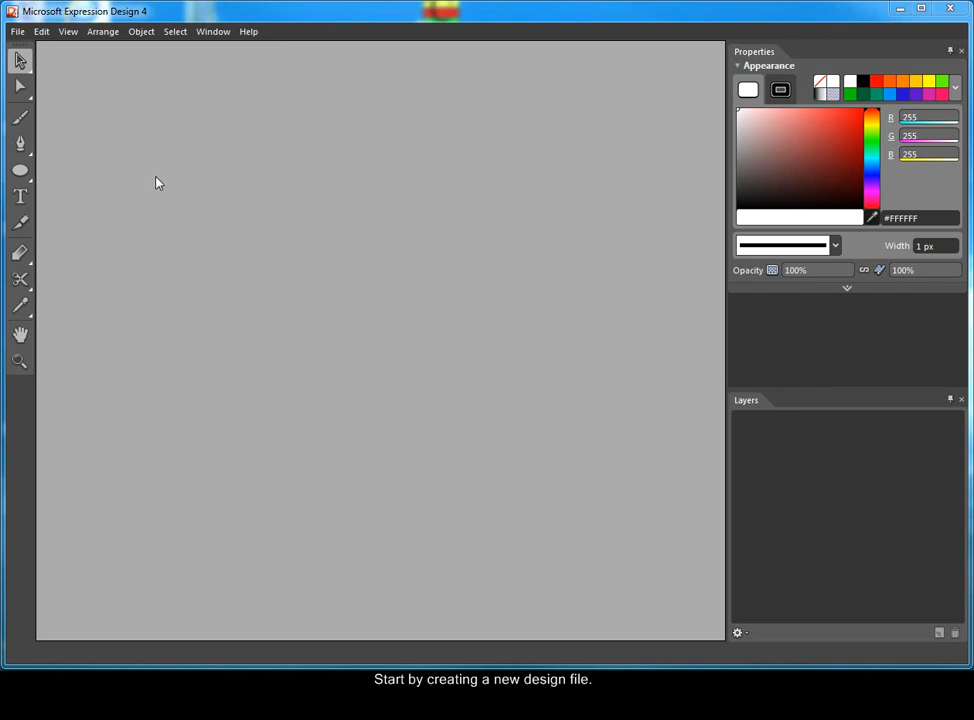 Microsoft Expression Design 4
File Edit View Arrange Object Select Window Help
Properties
Appearance
R 255
G 255
B 255
#FFFFFF
Width 1 px
Opacity 100% 100%
Layers
Start by creating a new design file.